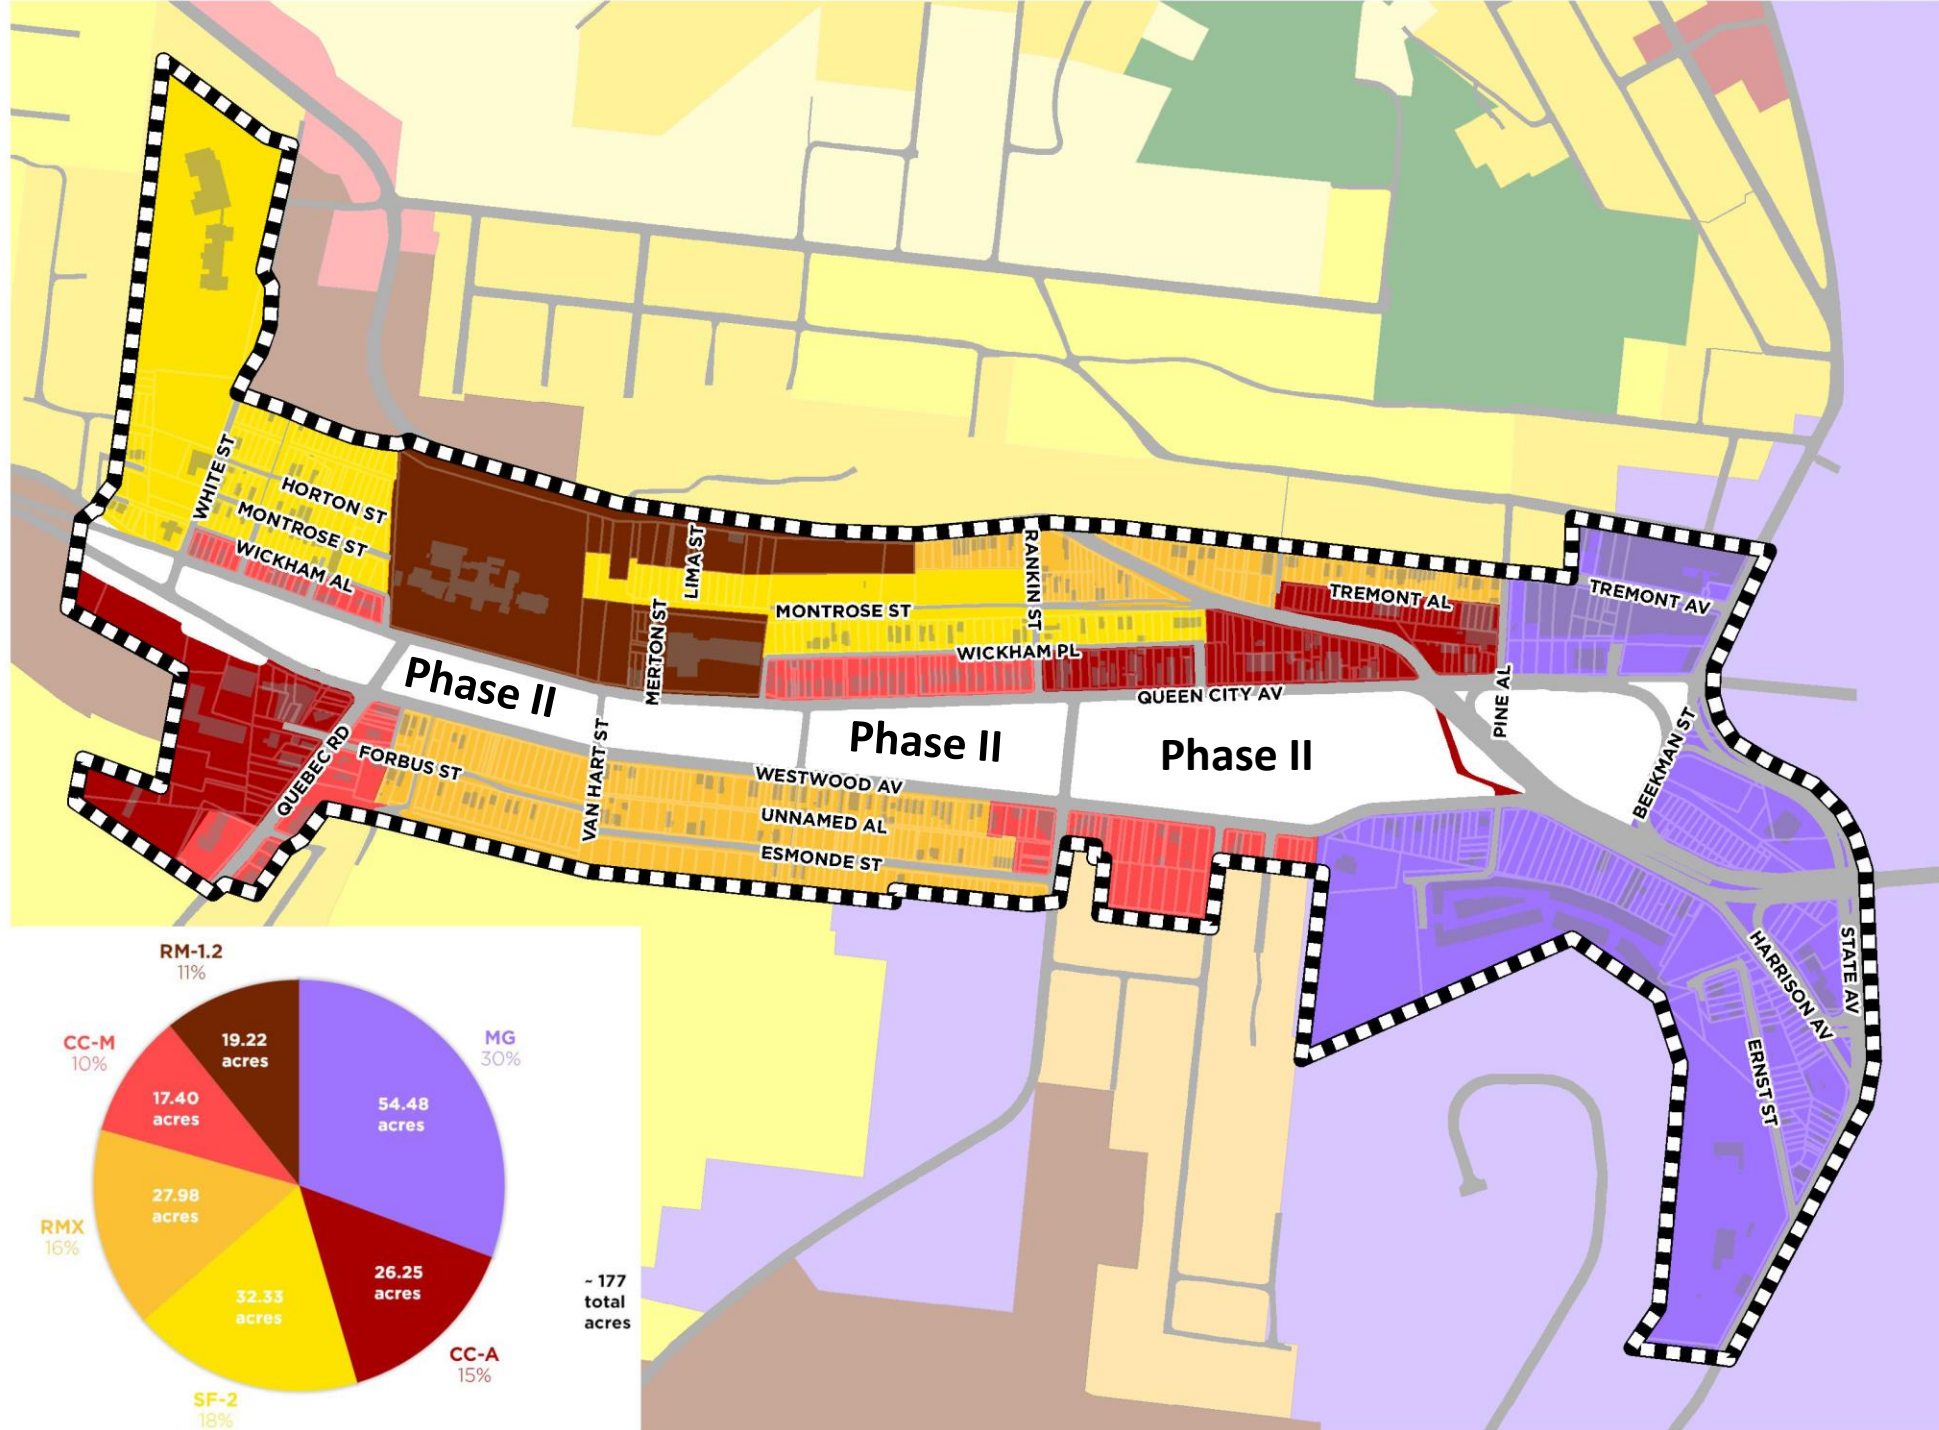 WHITE ST
HORTON ST
MONTROSE ST
WICKHAM AL
LIMA ST
MERTON ST
MONTROSE ST
RANKIN ST
WICKHAM PL
TREMONT AL
TREMONT AV
QUEEN CITY AV
PINE AL
BEEKMAN ST
Phase II
Phase II
Phase II
QUEBEC RD
FORBUS ST
VAN HART ST
WESTWOOD AV
UNNAMED AL
ESMONDE ST
HARRISON AV
STATE AV
ERNST ST
RM-1.2
11%
19.22
acres
CC-M
10%
17.40
acres
MG
30%
54.48
acres
RMX
16%
27.98
acres
26.25
acres
32.33
acres
~ 177
total
acres
CC-A
15%
SF-2
18%